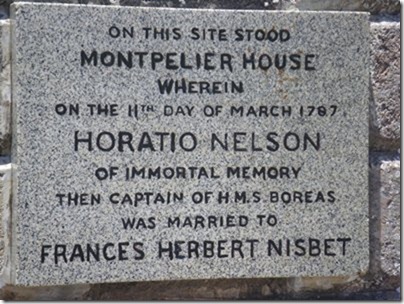 ON THIS SITE STOOD
MONTPELIER HOUSE
WHEREIN
ON THE 11TH DAY OF MARCH 1787
HORATIO NELSON
OF IMMORTAL MEMORY
THEN CAPTAIN OF H.M.S. BOREAS
WAS MARRIED TO
FRANCES HERBERT NISBET